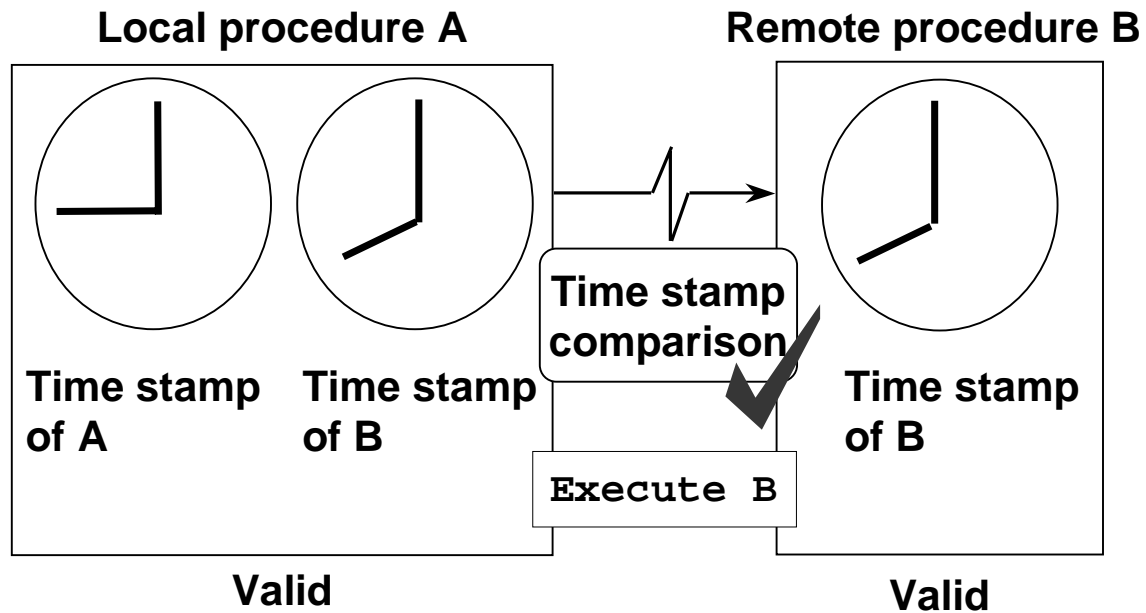 Local procedure A
Remote procedure B
Time stamp
of A
Time stamp
of B
Time stamp
comparison
Time stamp
of B
Execute B
Valid
Valid